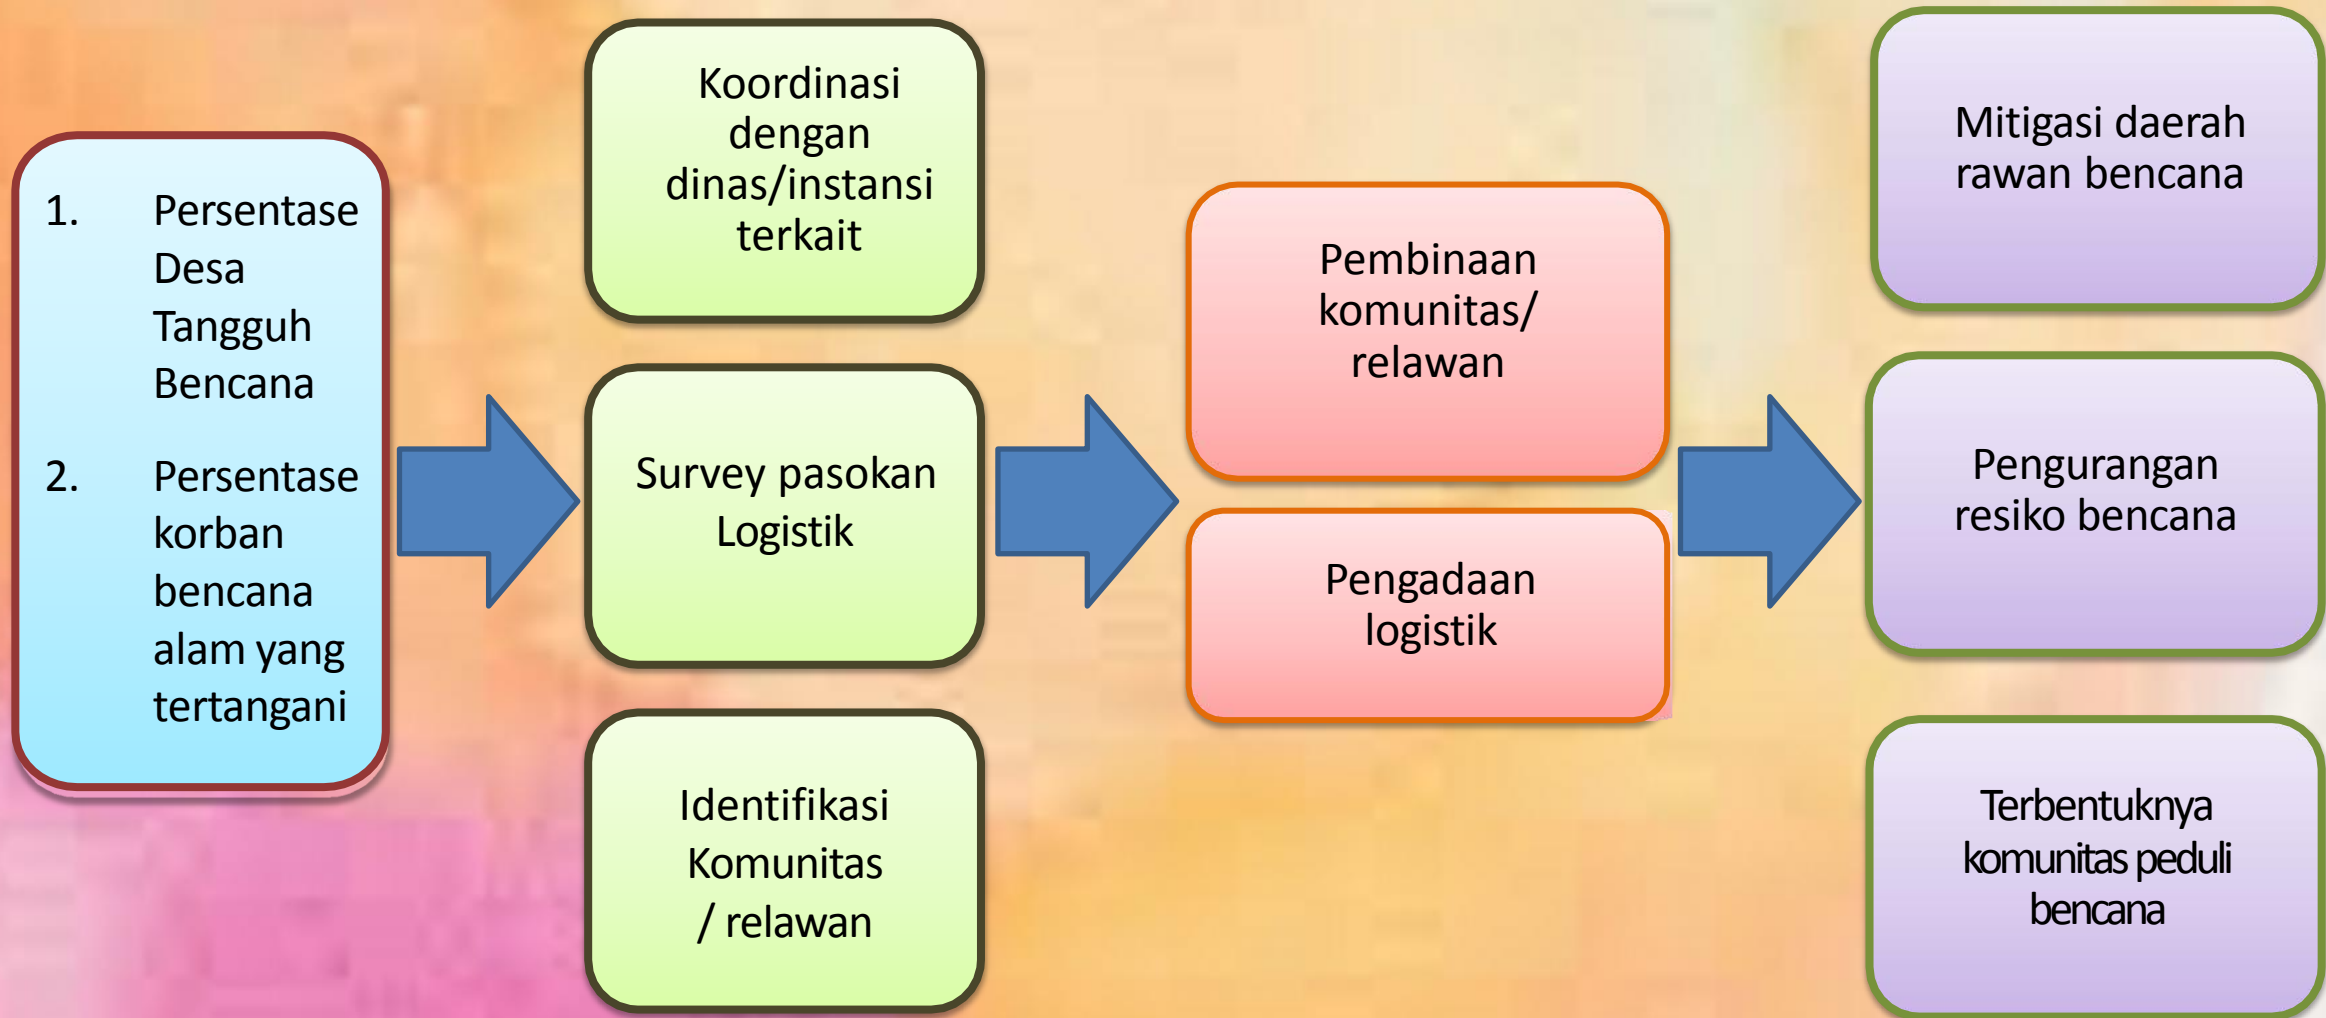 1. Persentase
Desa
Tangguh
Bencana
2. Persentase
korban
bencana
alam yang
tertangani
Koordinasi
dengan
dinas/instansi
terkait
Survey pasokan
Logistik
Identifikasi
Komunitas
/ relawan
Pembinaan
komunitas/
relawan
Pengadaan
logistik
Mitigasi daerah
rawan bencana
Pengurangan
resiko bencana
Terbentuknya
komunitas peduli
bencana